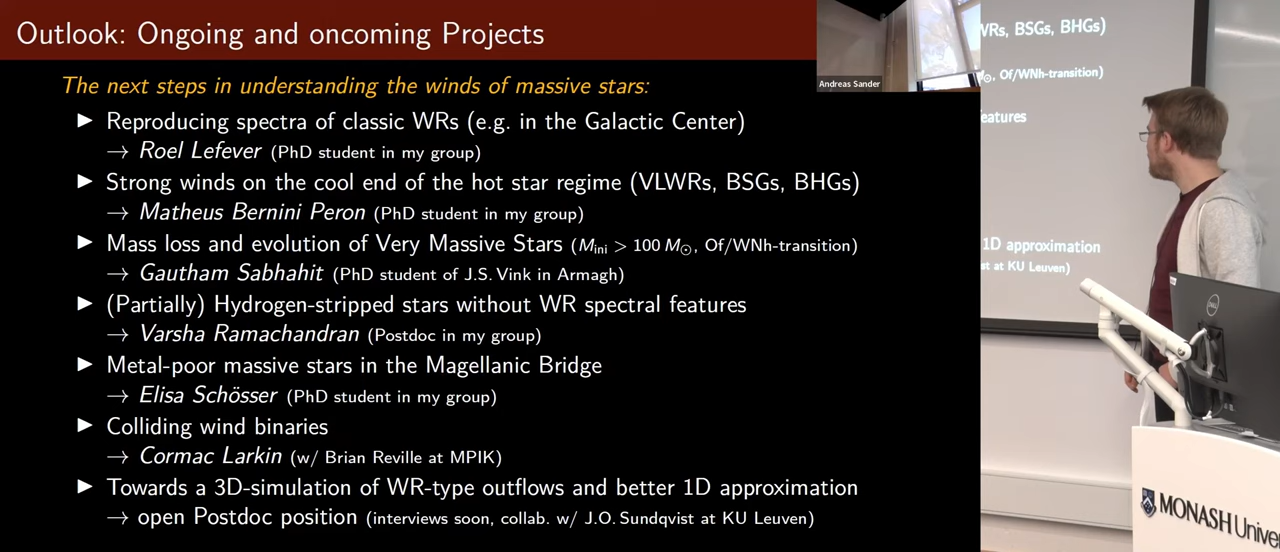 Outlook: Ongoing and oncoming Projects
The next steps in understanding the winds of massive stars:
▶ Reproducing spectra of classic WRs (e.g. in the Galactic Center)
→ Roel Lefever (PhD student in my group)
▶ Strong winds on the cool end of the hot star regime (VLWRs, BSGs, BHGs)
→ Matheus Bernini Peron (PhD student in my group)
▶ Mass loss and evolution of Very Massive Stars (Mini > 100 M☉, Of/WNh-transition)
→ Gautham Sabhahit (PhD student of J.S. Vink in Armagh)
▶ (Partially) Hydrogen-stripped stars without WR spectral features
→ Varsha Ramachandran (Postdoc in my group)
▶ Metal-poor massive stars in the Magellanic Bridge
→ Elisa Schösser (PhD student in my group)
▶ Colliding wind binaries
→ Cormac Larkin (w/ Brian Reville at MPIK)
▶ Towards a 3D-simulation of WR-type outflows and better 1D approximation
→ open Postdoc position (interviews soon, collab. w/ J.O. Sundqvist at KU Leuven)
Andreas Sander
WRs, BSGs, BHGs)
☉, Of/WNh-transition)
eatures
1D approximation
st at KU Leuven)
DELL
MONASH Unive